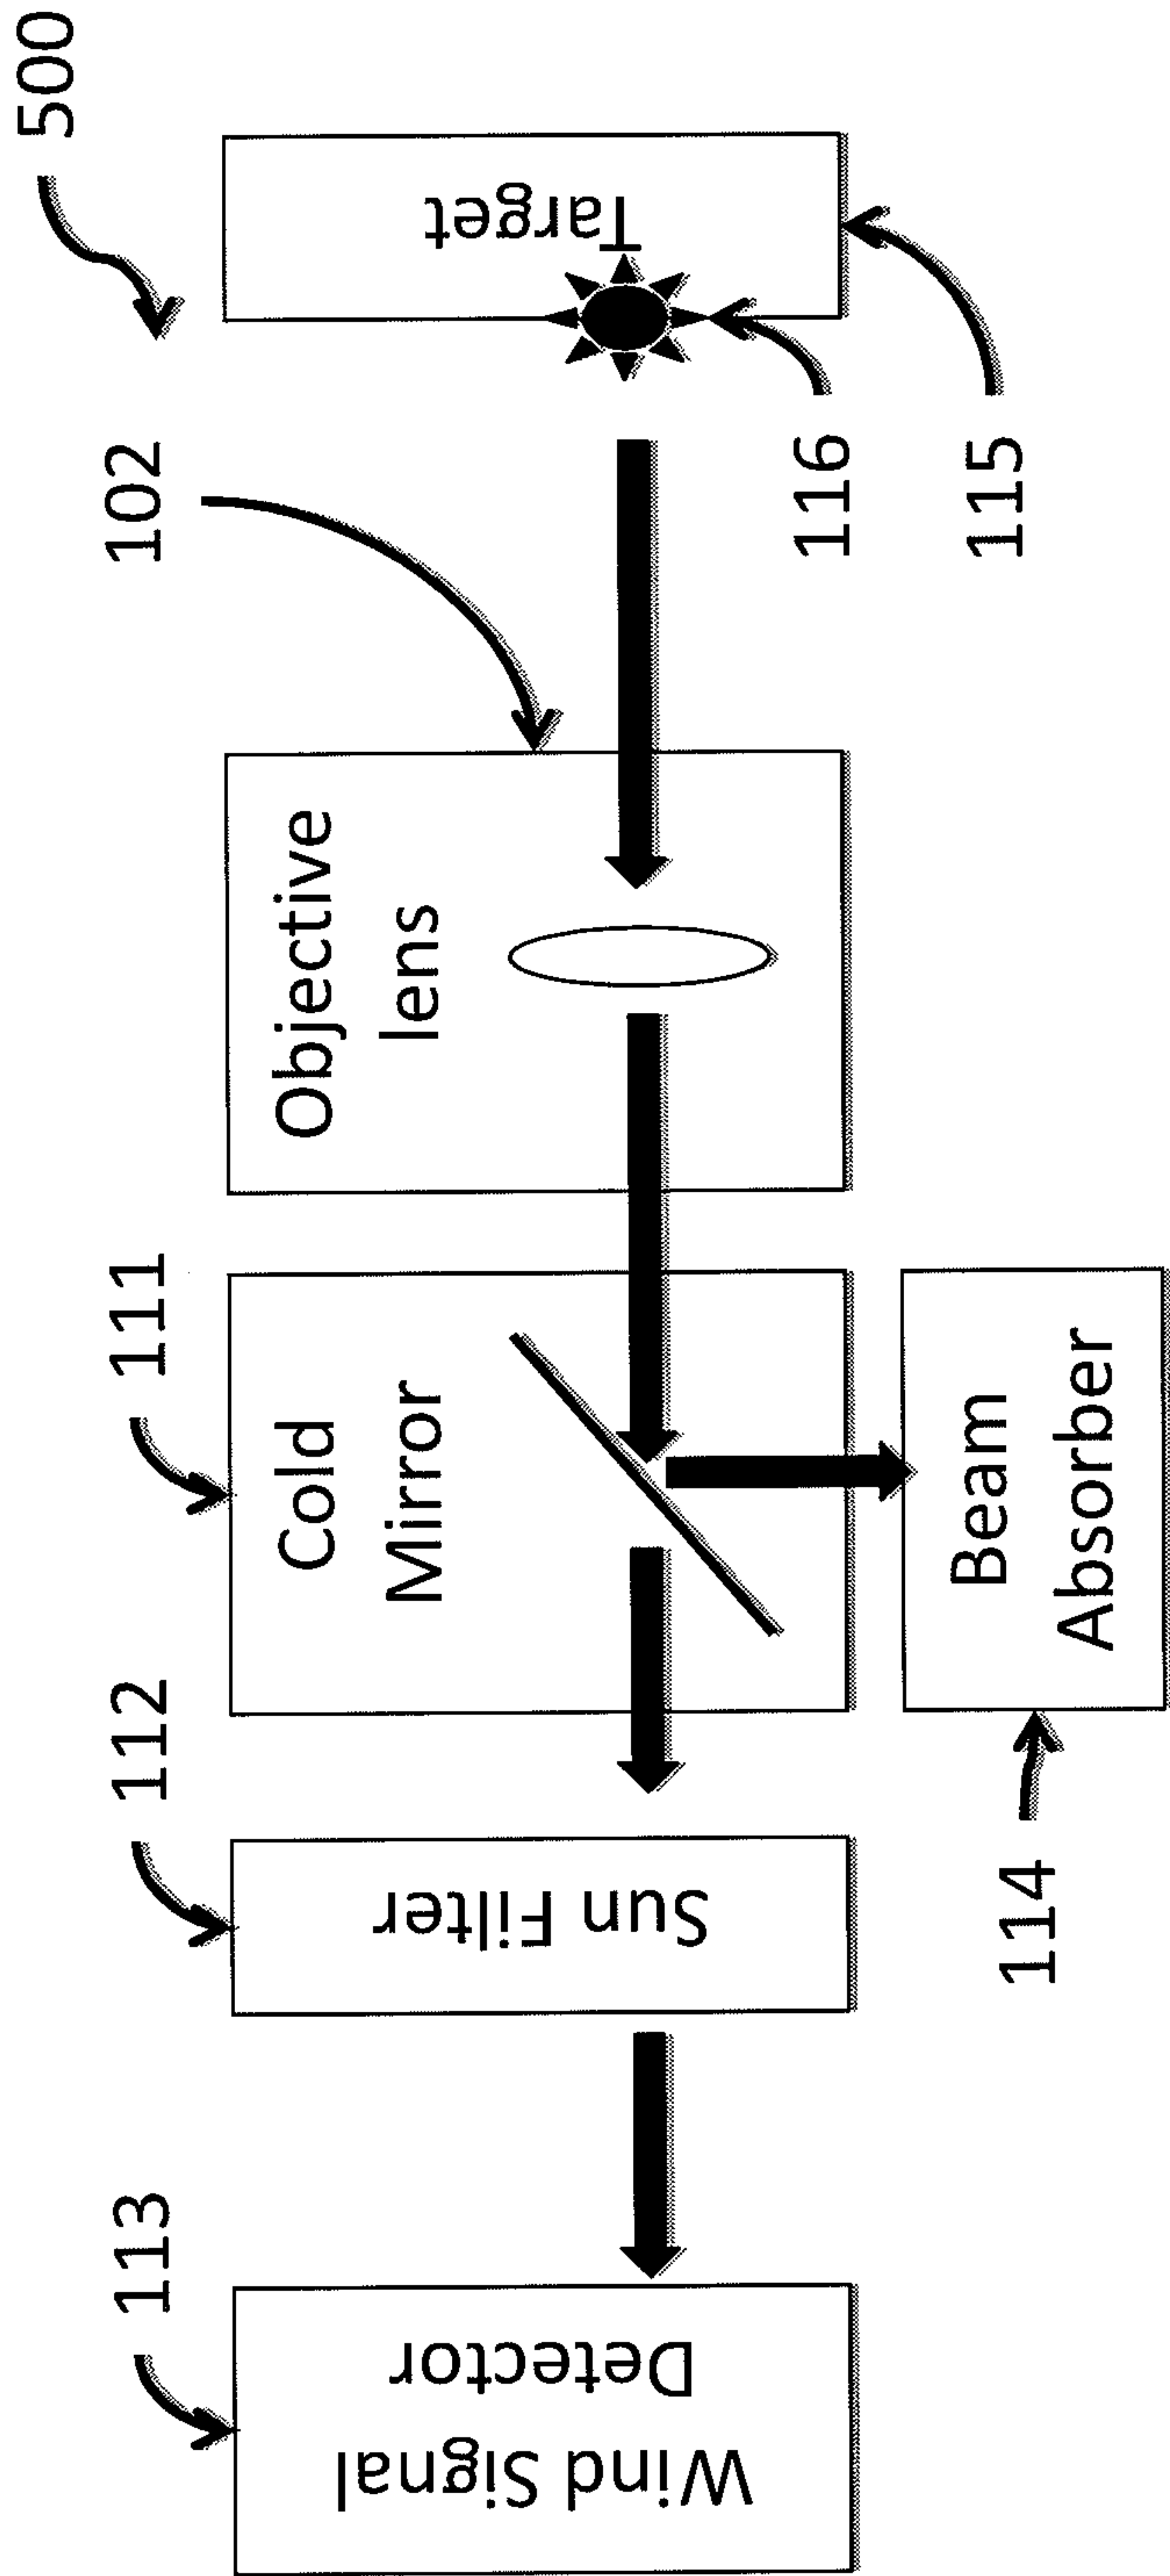 500
102
111
112
113
Target
Objective
lens
Cold
Mirror
Sun Filter
Wind Signal
Detector
116
115
Beam
Absorber
114